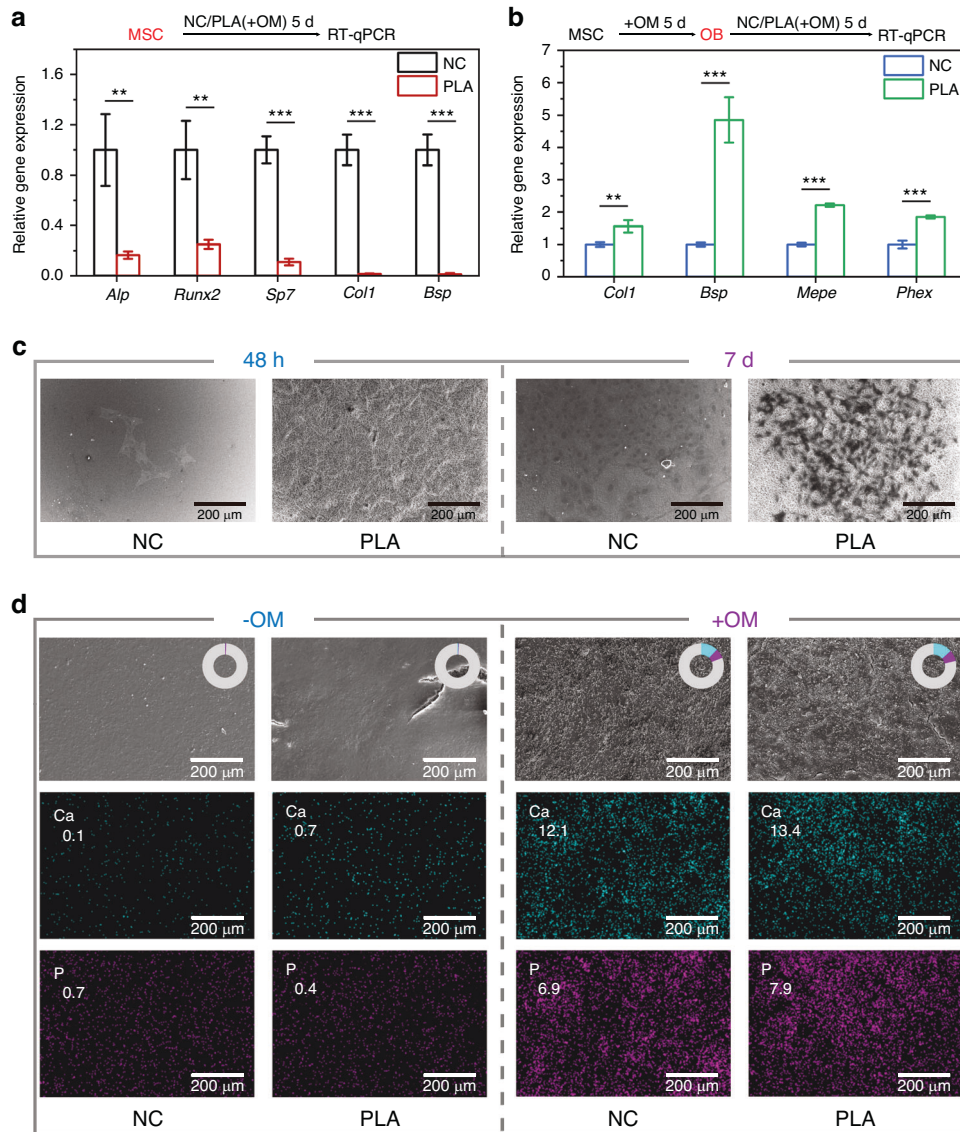 a
MSC NC/PLA(+OM) 5 d RT-qPCR
NC
PLA
Relative gene expression
1.6
1.2
0.8
0.4
0.0
** ** *** *** ***
Alp Runx2 Sp7 Col1 Bsp
b
MSC +OM 5 d OB NC/PLA(+OM) 5 d RT-qPCR
NC
PLA
Relative gene expression
7
6
5
4
3
2
1
0
** *** *** ***
Col1 Bsp Mepe Phex
c
48 h 7 d
200 μm 200 μm 200 μm 200 μm
NC PLA NC PLA
d
-OM +OM
200 μm 200 μm 200 μm 200 μm
Ca Ca Ca Ca
0.1 0.7 12.1 13.4
200 μm 200 μm 200 μm 200 μm
P P P P
0.7 0.4 6.9 7.9
200 μm 200 μm 200 μm 200 μm
NC PLA NC PLA